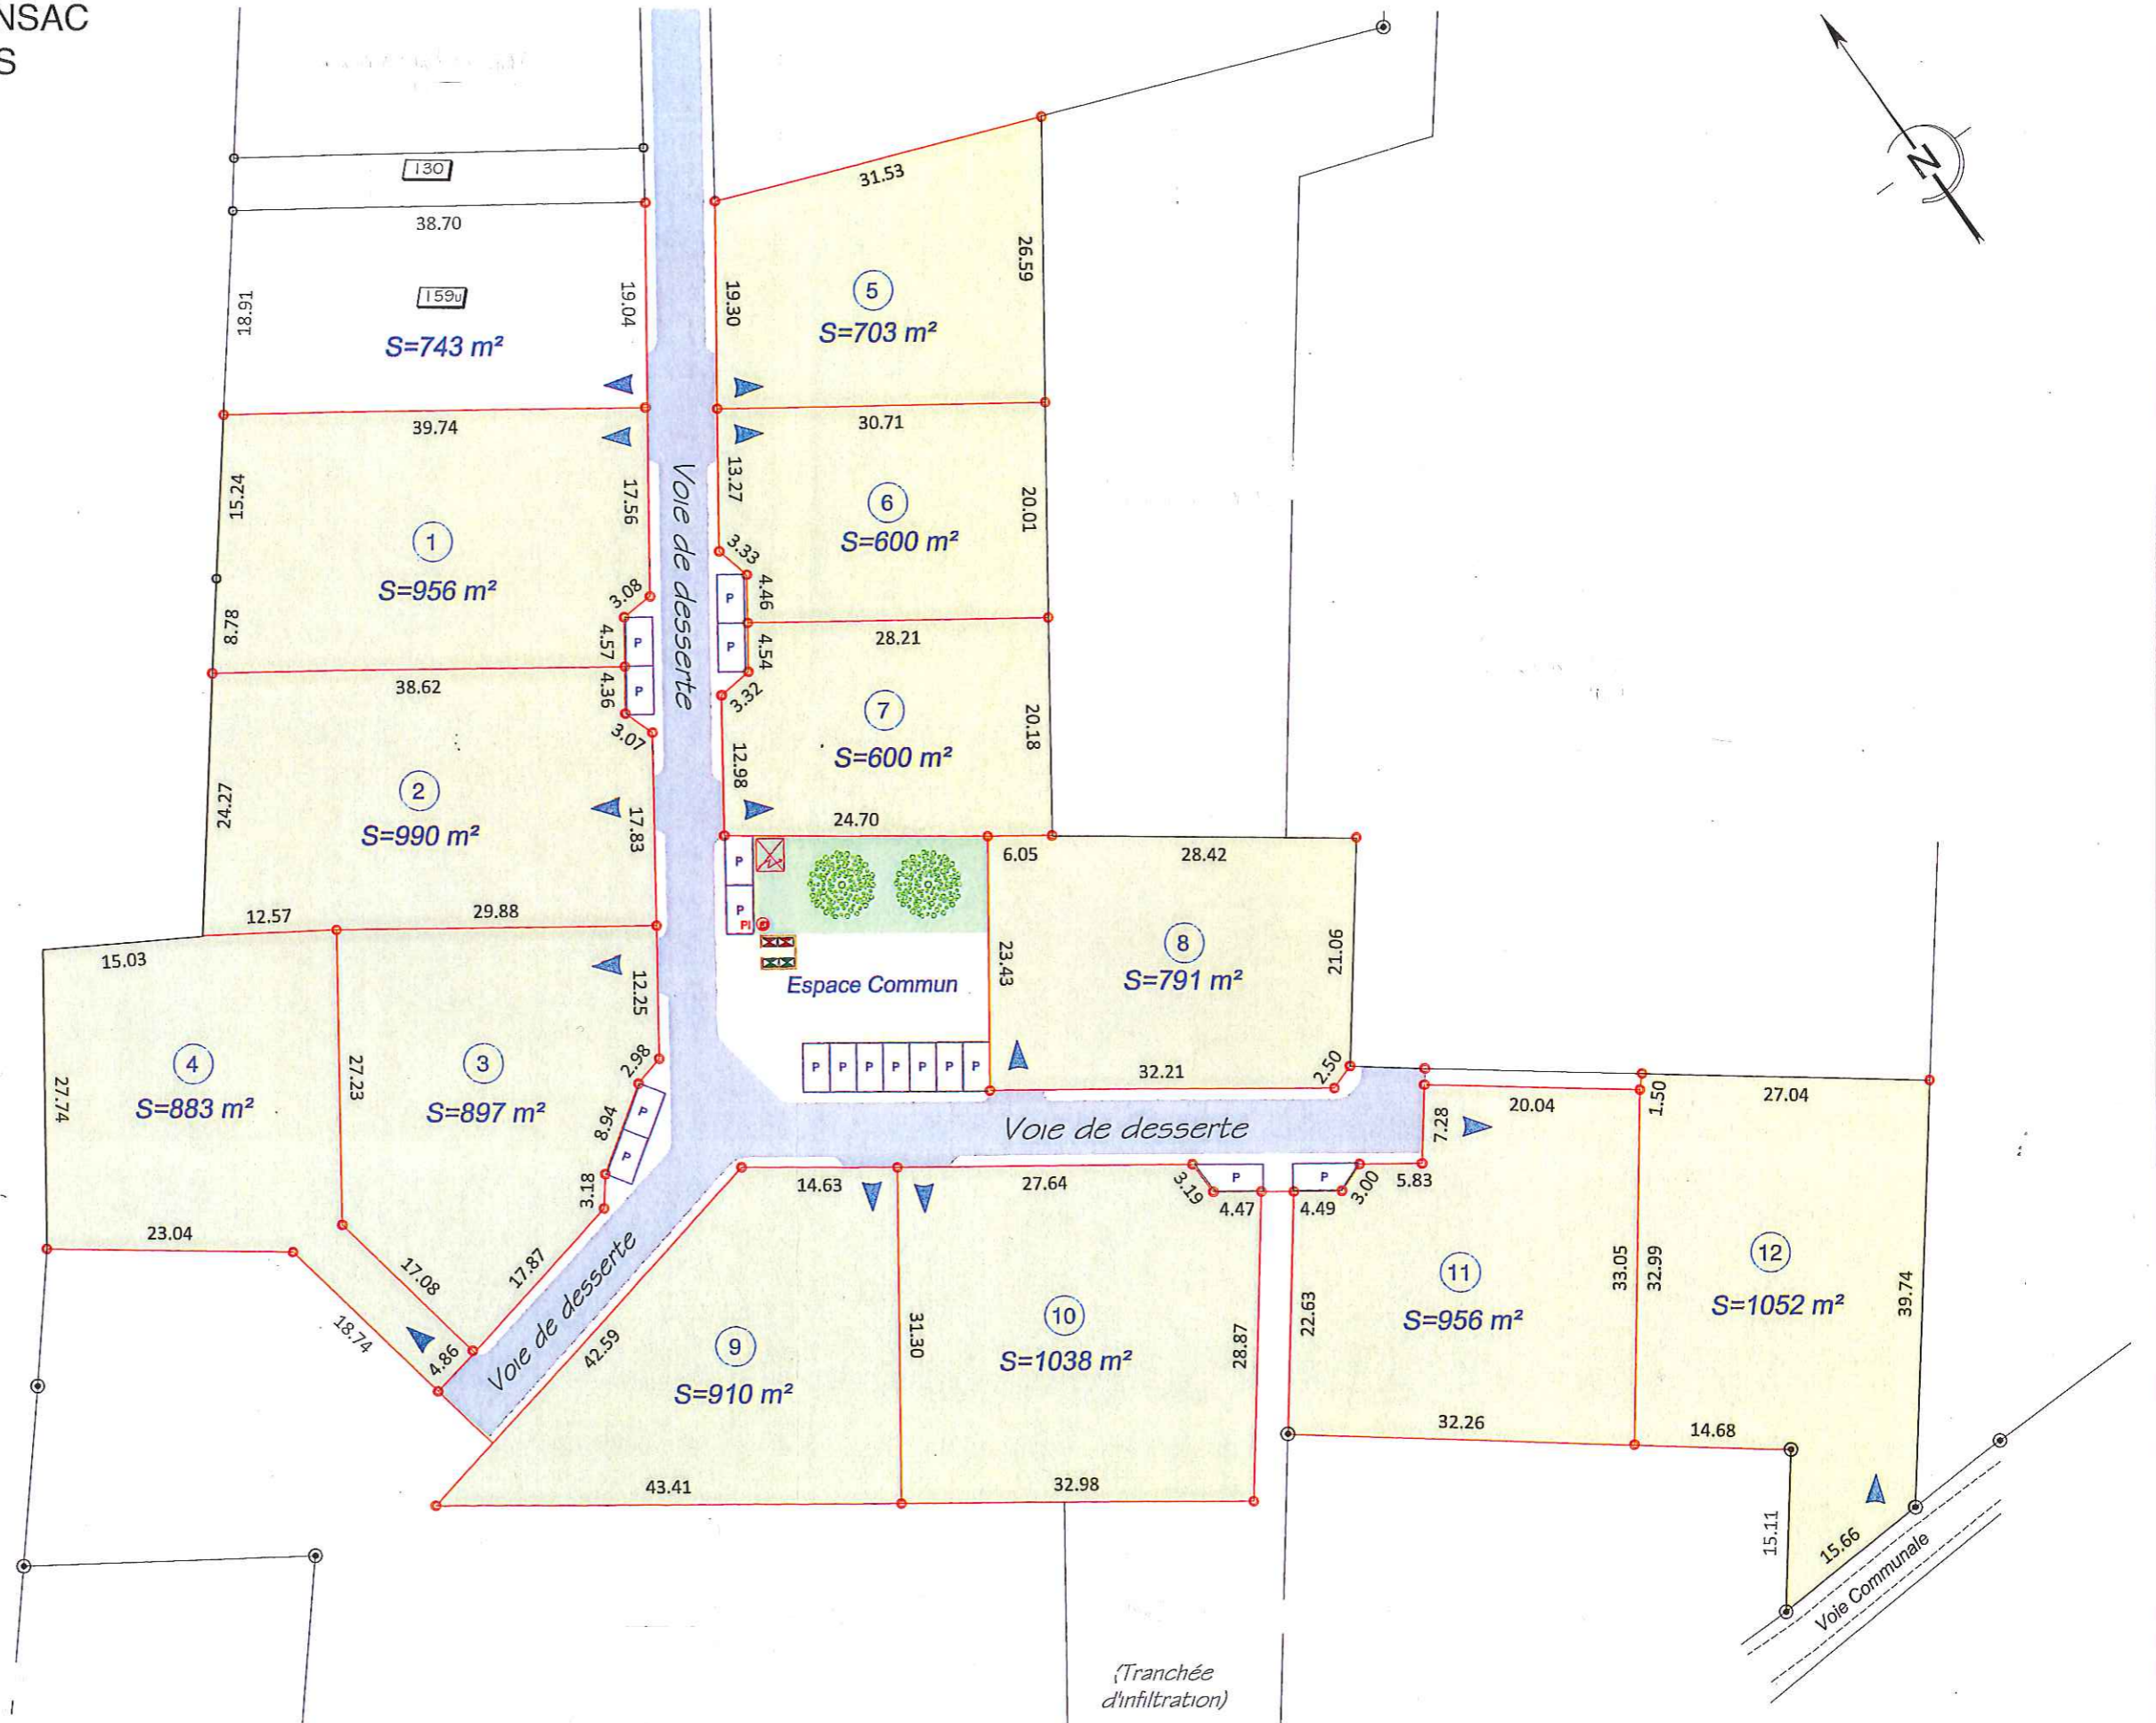 NSAC
S
130
38.70
18.91
159u
19.04
S=743 m²
39.74
15.24
17.56
1
S=956 m²
3.08
8.78
4.57
P
38.62
4.36
P
3.07
24.27
2
S=990 m²
17.83
12.57
29.88
15.03
27.74
4
S=883 m²
27.23
3
S=897 m²
12.25
2.98
P
8.94
P
3.18
23.04
17.08
17.87
18.74
4.86
Voie de desserte
Voie de desserte
31.53
26.59
19.30
5
S=703 m²
30.71
13.27
6
S=600 m²
20.01
3.33
P
4.46
28.21
P
4.54
3.32
7
S=600 m²
20.18
12.98
24.70
P
P
PI
Espace Commun
P P P P P P P
6.05
28.42
23.43
8
S=791 m²
21.06
32.21
2.50
Voie de desserte
14.63
27.64
3.19
P
4.47
P
4.49
3.00
5.83
7.28
20.04
1.50
27.04
42.59
9
S=910 m²
31.30
10
S=1038 m²
28.87
22.63
11
S=956 m²
33.05
32.99
12
S=1052 m²
39.74
43.41
32.98
32.26
14.68
15.11
15.66
Voie Communale
(Tranchée
d'infiltration)
N